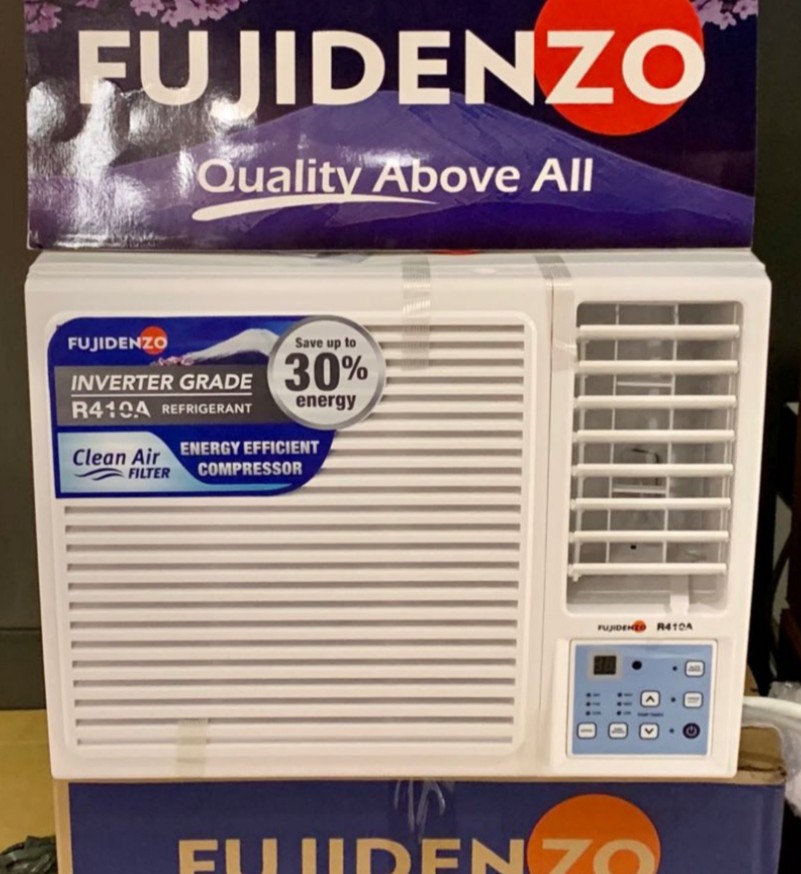 FUJIDENZO
Quality Above All
FUJIDENZO
Save up to
30%
energy
INVERTER GRADE
R410A REFRIGERANT
Clean Air
FILTER
ENERGY EFFICIENT
COMPRESSOR
FUJIDENZO R410A
FUJIDENZO